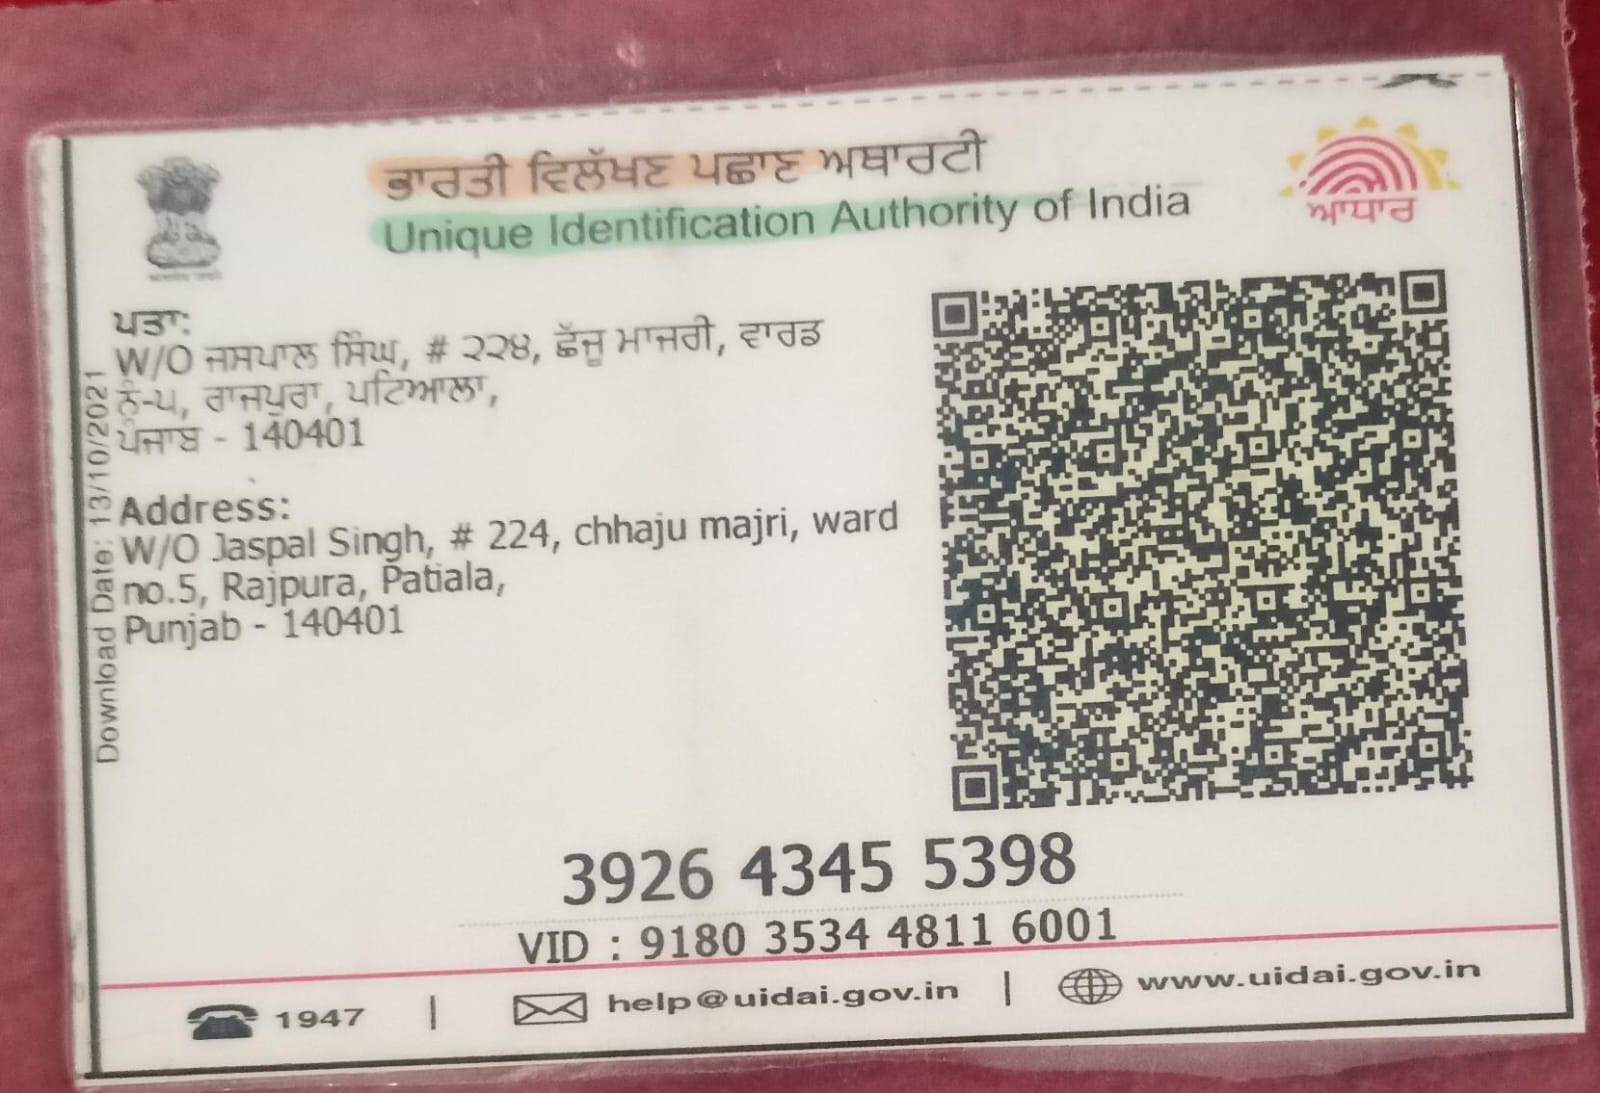 ਭਾਰਤੀ ਵਿਲੱਖਣ ਪਛਾਣ ਅਥਾਰਟੀ
Unique Identification Authority of India
ਆਧਾਰ
ਪਤਾ:
W/O ਜਸਪਾਲ ਸਿੰਘ, # ੨੨੪, ਛੱਜੂ ਮਾਜਰੀ, ਵਾਰਡ
ਨੰ-੫, ਰਾਜਪੁਰਾ, ਪਟਿਆਲਾ,
ਪੰਜਾਬ - 140401
Address:
W/O Jaspal Singh, # 224, chhaju majri, ward
no.5, Rajpura, Patiala,
Punjab - 140401
Download Date: 13/10/2021
3926 4345 5398
VID : 9180 3534 4811 6001
1947 | help@uidai.gov.in | www.uidai.gov.in